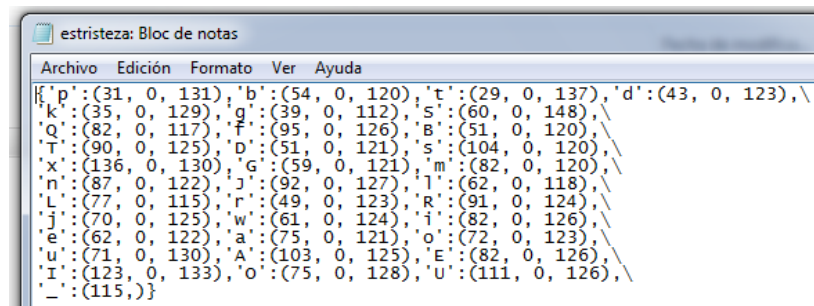 estristeza: Bloc de notas
Archivo Edición Formato Ver Ayuda
{'p':(31, 0, 131),'b':(54, 0, 120),'t':(29, 0, 137),'d':(43, 0, 123),\
'k':(35, 0, 129),'g':(39, 0, 112),'S':(60, 0, 148),\
'Q':(82, 0, 117),'f':(95, 0, 126),'B':(51, 0, 120),\
'T':(90, 0, 125),'D':(51, 0, 121),'s':(104, 0, 120),\
'x':(136, 0, 130),'G':(59, 0, 121),'m':(82, 0, 120),\
'n':(87, 0, 122),'J':(92, 0, 127),'l':(62, 0, 118),\
'L':(77, 0, 115),'r':(49, 0, 123),'R':(91, 0, 124),\
'j':(70, 0, 125),'w':(61, 0, 124),'i':(82, 0, 126),\
'e':(62, 0, 122),'a':(75, 0, 121),'o':(72, 0, 123),\
'u':(71, 0, 130),'A':(103, 0, 125),'E':(82, 0, 126),\
'I':(123, 0, 133),'O':(75, 0, 128),'U':(111, 0, 126),\
'_':(115,)}